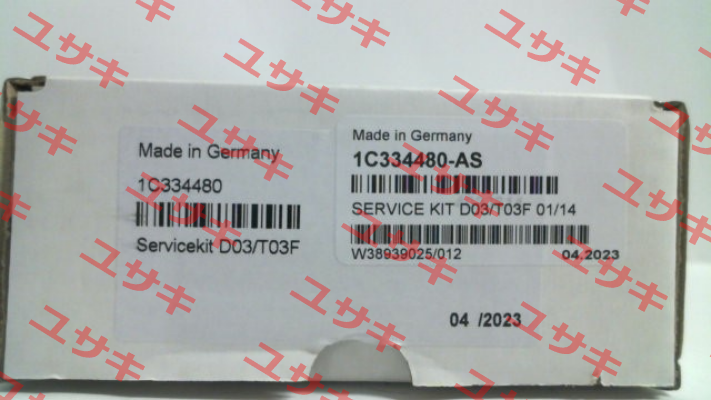 Made in Germany
1C334480
Servicekit D03/T03F
Made in Germany
1C334480-AS
SERVICE KIT D03/T03F 01/14
W38939025/012 04.2023
04 /2023
ユサキ